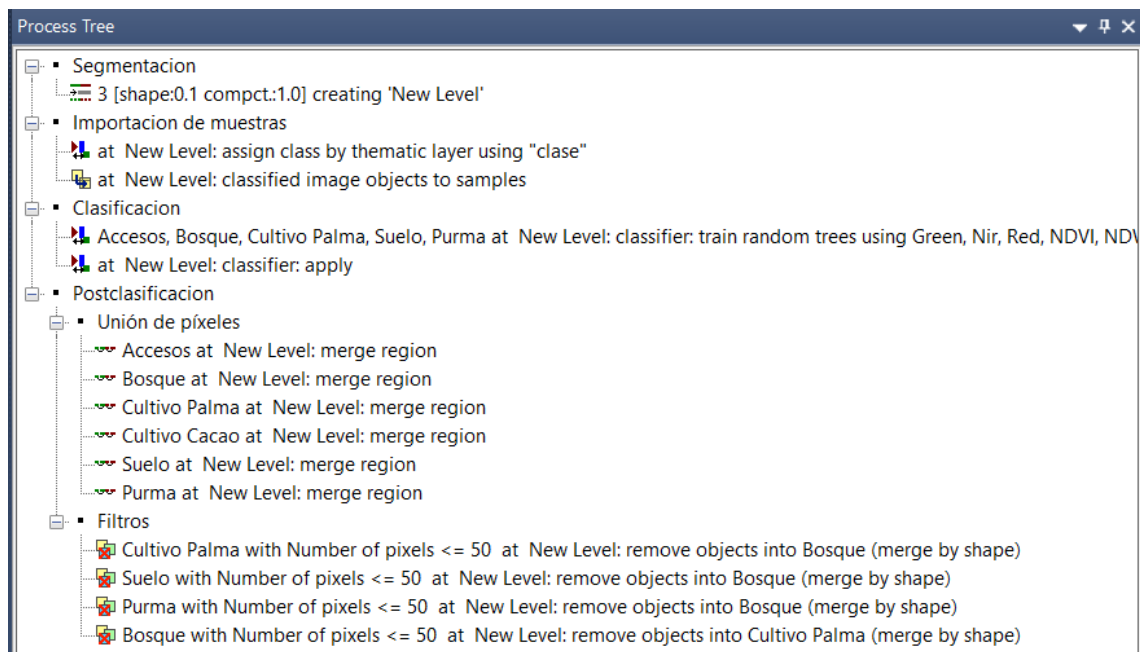 Process Tree
Segmentacion
3 [shape:0.1 compct.:1.0] creating 'New Level'
Importacion de muestras
at New Level: assign class by thematic layer using "clase"
at New Level: classified image objects to samples
Clasificacion
Accesos, Bosque, Cultivo Palma, Suelo, Purma at New Level: classifier: train random trees using Green, Nir, Red, NDVI,
at New Level: classifier: apply
Postclasificacion
Unión de píxeles
Accesos at New Level: merge region
Bosque at New Level: merge region
Cultivo Palma at New Level: merge region
Cultivo Cacao at New Level: merge region
Suelo at New Level: merge region
Purma at New Level: merge region
Filtros
Cultivo Palma with Number of pixels <= 50 at New Level: remove objects into Bosque (merge by shape)
Suelo with Number of pixels <= 50 at New Level: remove objects into Bosque (merge by shape)
Purma with Number of pixels <= 50 at New Level: remove objects into Bosque (merge by shape)
Bosque with Number of pixels <= 50 at New Level: remove objects into Cultivo Palma (merge by shape)